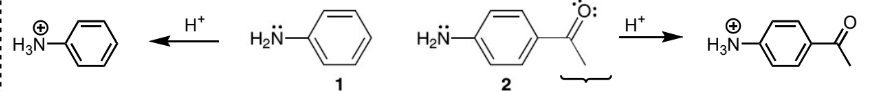 H3N⊕ H+ H2N̈ H2N̈ :Ö: H+ H3N⊕ O
1 2